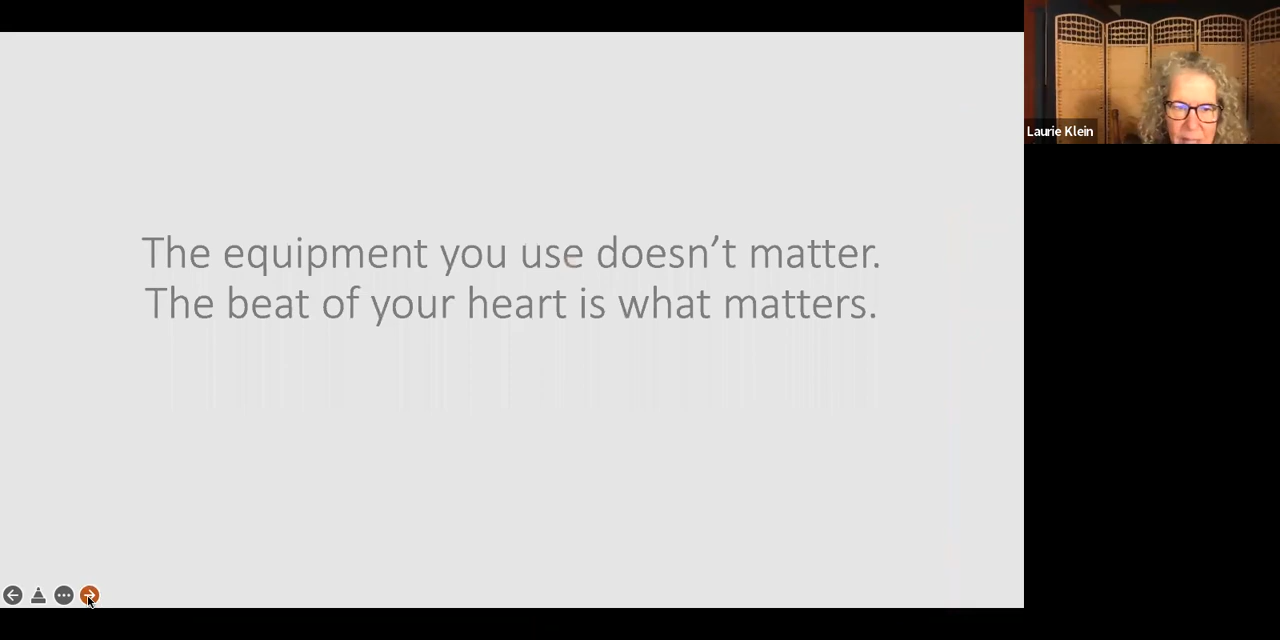 The equipment you use doesn’t matter.
The beat of your heart is what matters.
Laurie Klein